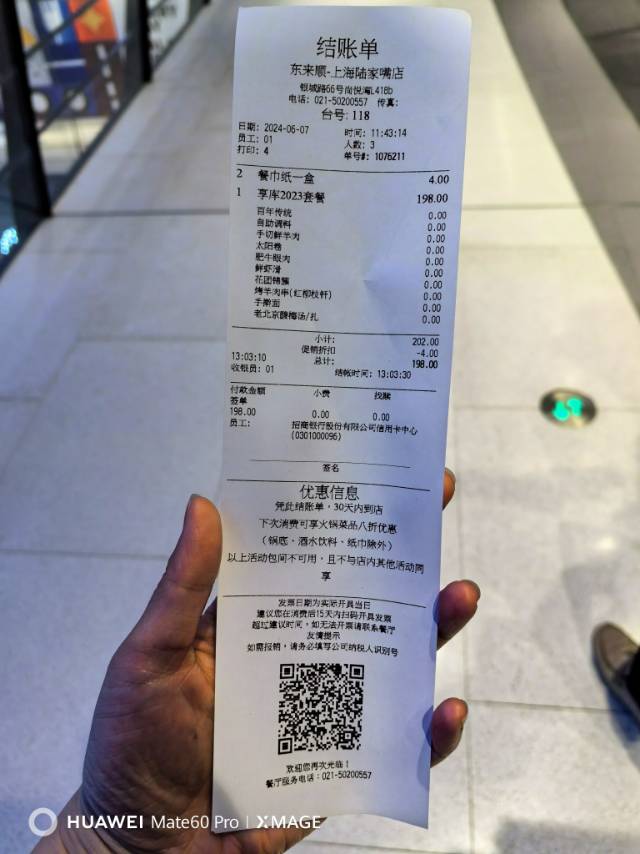 结账单
东来顺-上海陆家嘴店
银城路66号尚悦湾L418b
电话: 021-50200557 传真:
台号: 118
日期: 2024-06-07 时间: 11:43:14
员工: 01 人数: 3
打印: 4 单号#: 1076211
2 餐巾纸一盒 4.00
1 享库2023套餐 198.00
百年传统 0.00
自助调料 0.00
手切鲜羊肉 0.00
太阳卷 0.00
肥牛眼肉 0.00
鲜虾滑 0.00
花团锦簇 0.00
烤羊肉串(红柳枝钎) 0.00
手擀面 0.00
老北京酸梅汤/扎 0.00
小计: 202.00
促销折扣 -4.00
13:03:10 总计: 198.00
收银员: 01 结帐时间: 13:03:30
付款金额 小费 找赎
签单
198.00 0.00 0.00
员工: 招商银行股份有限公司信用卡中心
(0301000096)
签名
优惠信息
凭此结账单，30天内到店
下次消费可享火锅菜品八折优惠
(锅底、酒水饮料、纸巾除外)
以上活动包间不可用，且不与店内其他活动同
享
发票日期为实际开具当日
建议您在消费后15天内扫码开具发票
超过建议时间，如无法开票请联系餐厅
友情提示
如需报销，请务必填写公司纳税人识别号
欢迎您再次光临！
餐厅服务电话：021-50200557
HUAWEI Mate60 Pro | XMAGE